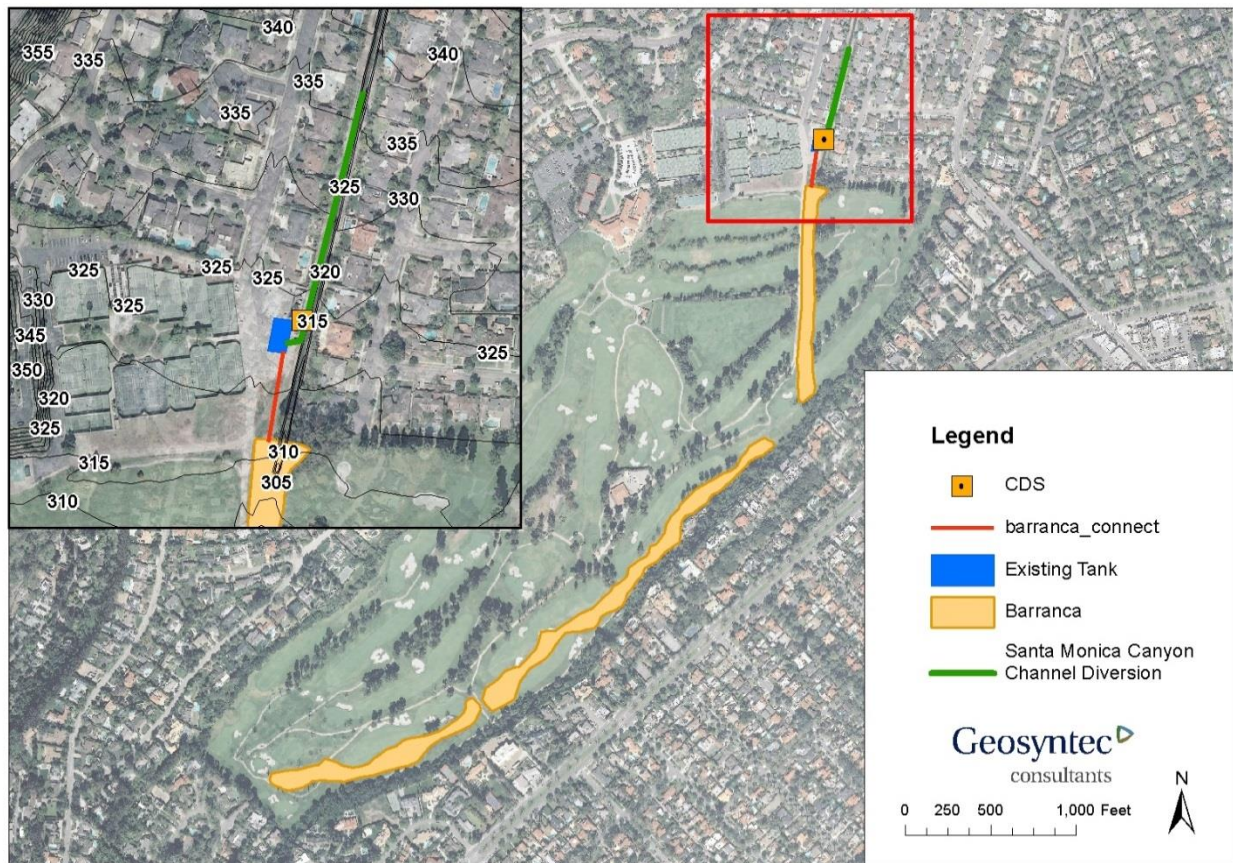 340
355
335
340
335
335
335
325
330
325
325
325
320
330
325
315
345
325
350
320
325
310
315
305
310
Legend
CDS
barranca_connect
Existing Tank
Barranca
Santa Monica Canyon
Channel Diversion
Geosyntec
consultants
N
0 250 500 1,000 Feet